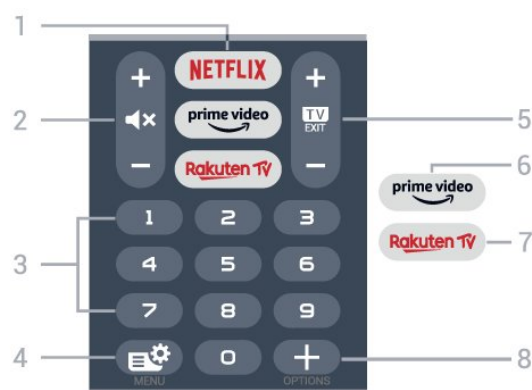 1
NETFLIX
2
+
prime video
+
TV
EXIT
5
−
Rakuten TV
−
6
prime video
3
1 2 3
7
Rakuten TV
4 5 6
7 8 9
4
MENU
0
+
OPTIONS
8